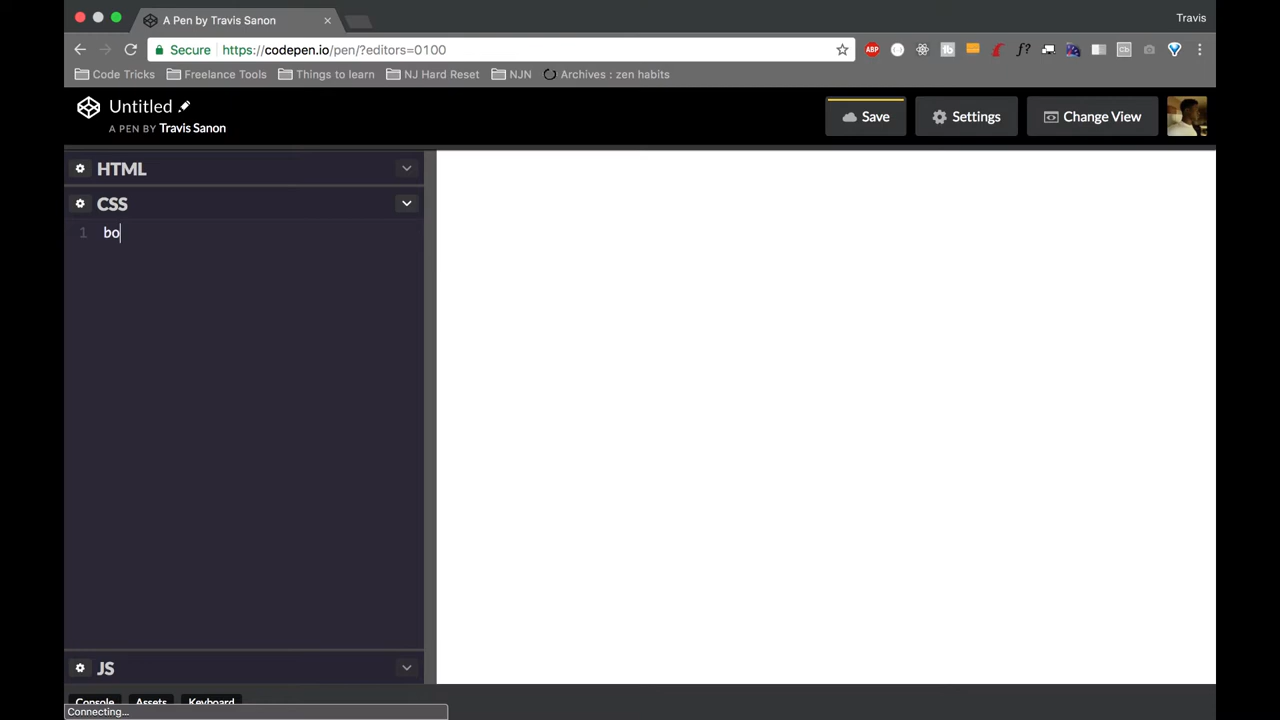 A Pen by Travis Sanon
Travis
Secure https://codepen.io/pen/?editors=0100
ABP f?
Code Tricks Freelance Tools Things to learn NJ Hard Reset NJN Archives : zen habits
Untitled
A PEN BY Travis Sanon
Save Settings Change View
HTML
CSS
1 bo
JS
Console Assets Keyboard
Connecting...